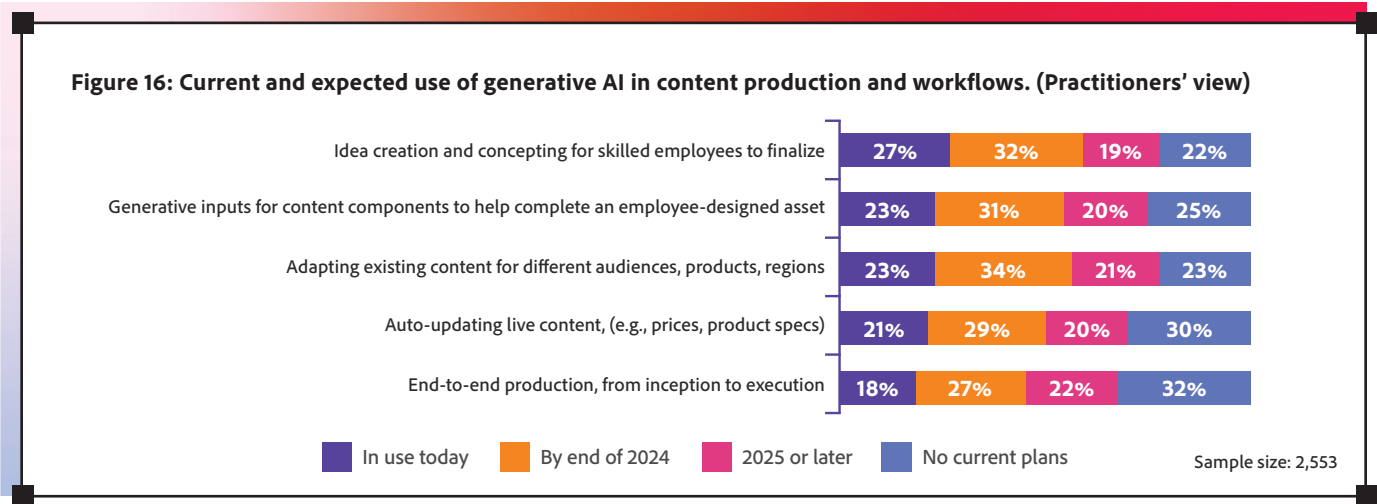 Figure 16: Current and expected use of generative AI in content production and workflows. (Practitioners’ view)
Idea creation and concepting for skilled employees to finalize 27% 32% 19% 22%
Generative inputs for content components to help complete an employee-designed asset 23% 31% 20% 25%
Adapting existing content for different audiences, products, regions 23% 34% 21% 23%
Auto-updating live content, (e.g., prices, product specs) 21% 29% 20% 30%
End-to-end production, from inception to execution 18% 27% 22% 32%
In use today By end of 2024 2025 or later No current plans
Sample size: 2,553